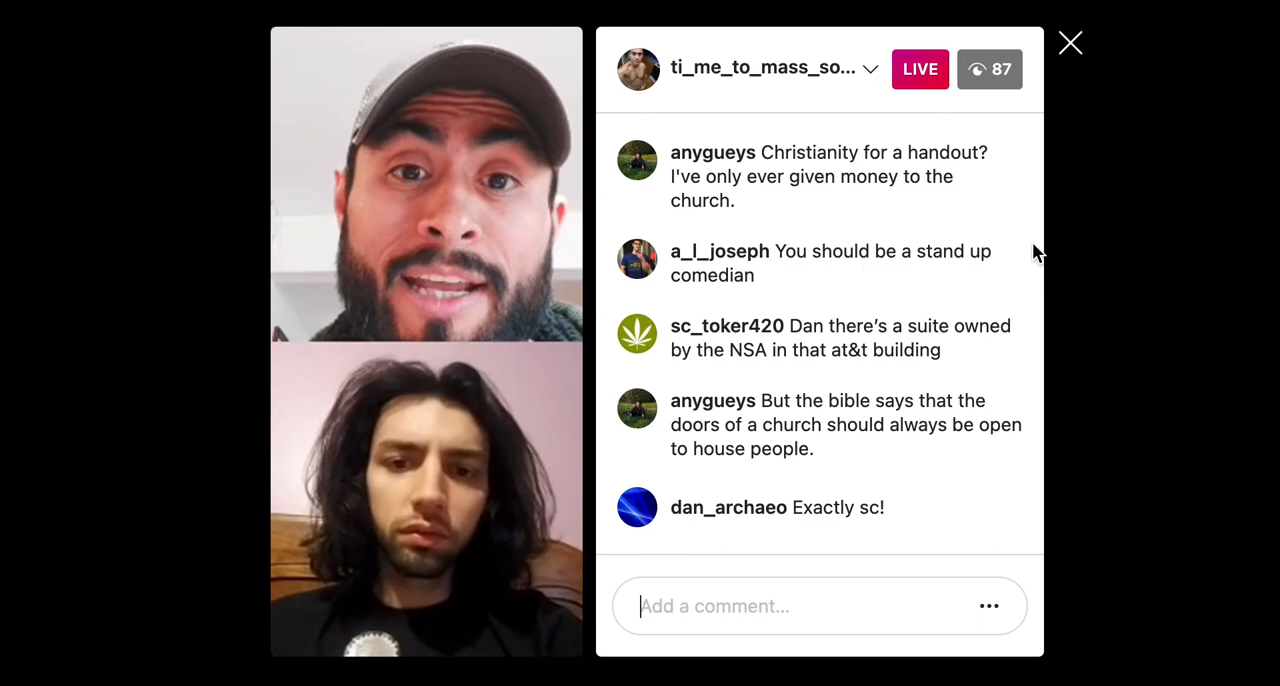 ti_me_to_mass_so...
LIVE
87
anygueys Christianity for a handout?
I've only ever given money to the
church.
a_l_joseph You should be a stand up
comedian
sc_toker420 Dan there's a suite owned
by the NSA in that at&t building
anygueys But the bible says that the
doors of a church should always be open
to house people.
dan_archaeo Exactly sc!
Add a comment...